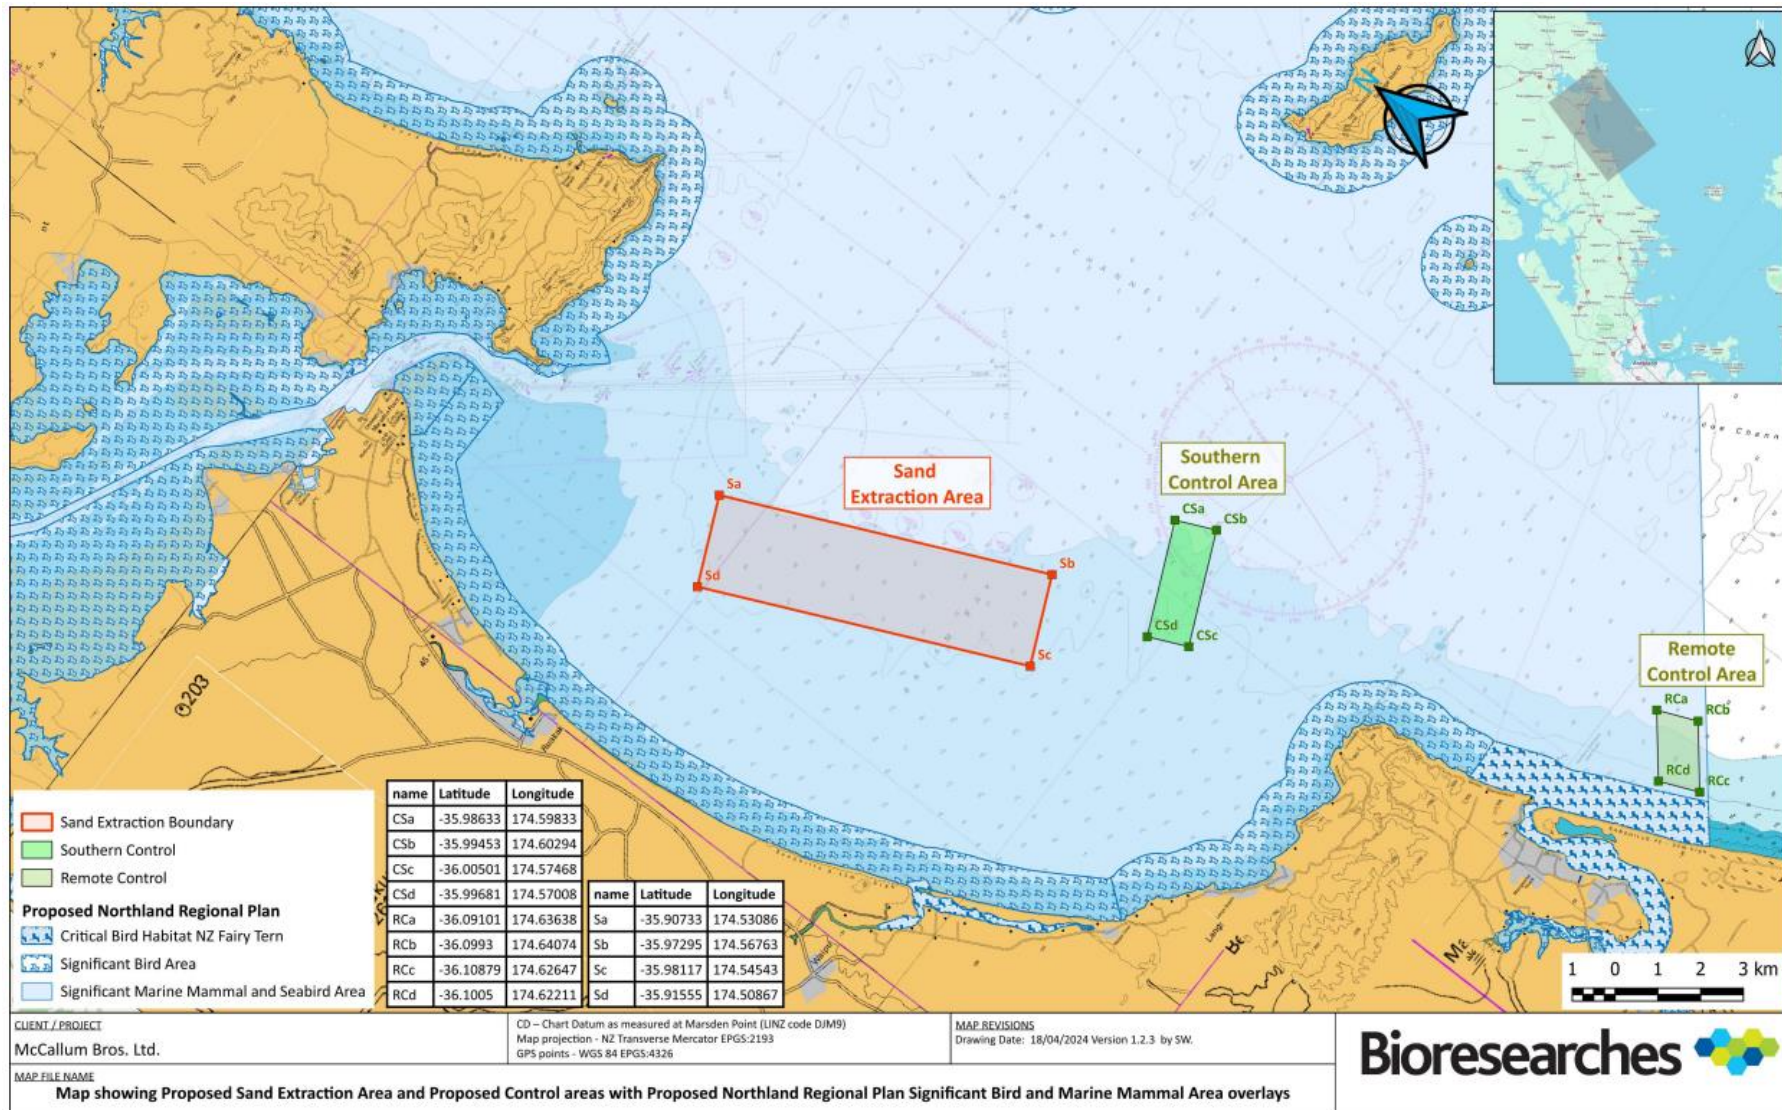 N
N
Sand
Extraction Area
Southern
Control Area
Remote
Control Area
Sa
Sb
Sc
Sd
CSa
CSb
CSc
CSd
RCa
RCb
RCc
RCd
203
45
Sand Extraction Boundary
Southern Control
Remote Control
Proposed Northland Regional Plan
Critical Bird Habitat NZ Fairy Tern
Significant Bird Area
Significant Marine Mammal and Seabird Area
name Latitude Longitude
CSa -35.98633 174.59833
CSb -35.99453 174.60294
CSc -36.00501 174.57468
CSd -35.99681 174.57008
RCa -36.09101 174.63638
RCb -36.0993 174.64074
RCc -36.10879 174.62647
RCd -36.1005 174.62211
name Latitude Longitude
Sa -35.90733 174.53086
Sb -35.97295 174.56763
Sc -35.98117 174.54543
Sd -35.91555 174.50867
1 0 1 2 3 km
CLIENT / PROJECT
McCallum Bros. Ltd.
CD – Chart Datum as measured at Marsden Point (LINZ code DJM9)
Map projection - NZ Transverse Mercator EPGS:2193
GPS points - WGS 84 EPGS:4326
MAP REVISIONS
Drawing Date: 18/04/2024 Version 1.2.3 by SW.
MAP FILE NAME
Map showing Proposed Sand Extraction Area and Proposed Control areas with Proposed Northland Regional Plan Significant Bird and Marine Mammal Area overlays
Bioresearches